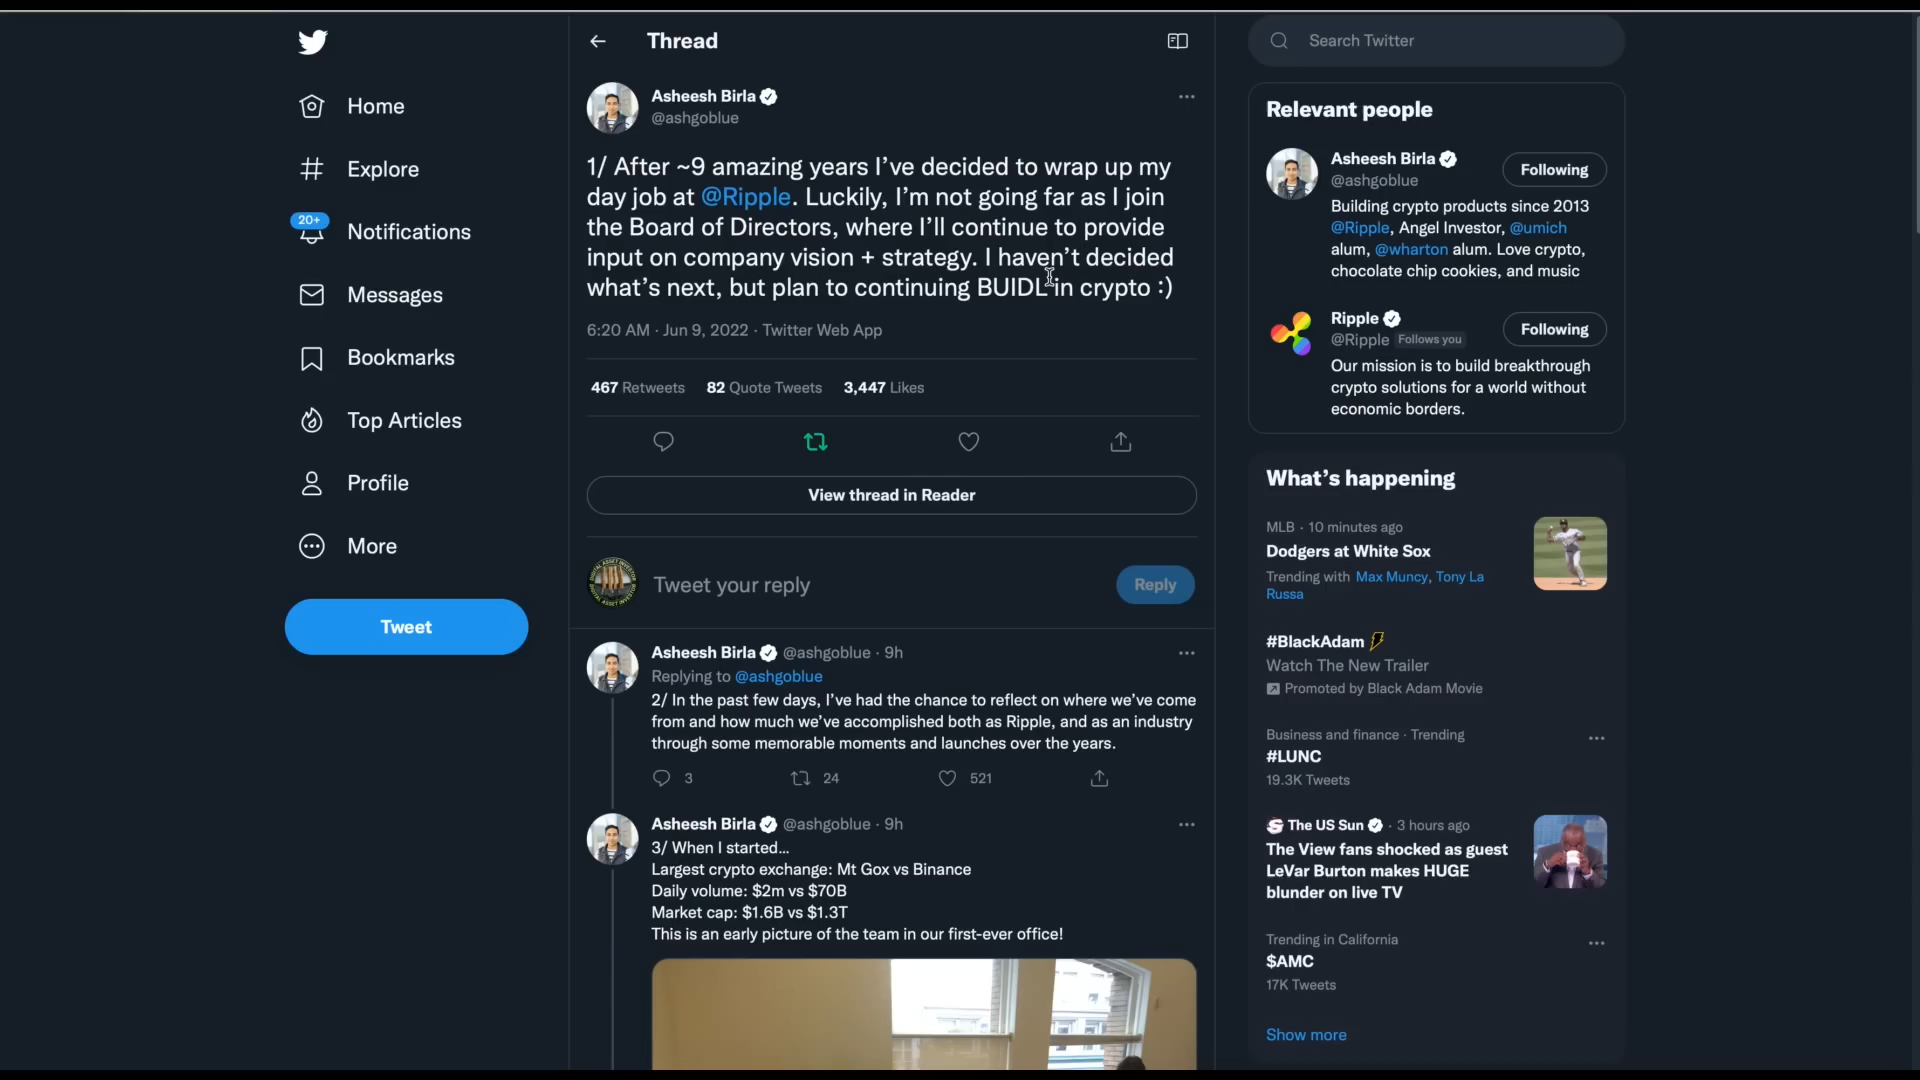 Home
Explore
20+
Notifications
Messages
Bookmarks
Top Articles
Profile
More
Tweet
Thread
Asheesh Birla
@ashgoblue
1/ After ~9 amazing years I’ve decided to wrap up my
day job at @Ripple. Luckily, I’m not going far as I join
the Board of Directors, where I’ll continue to provide
input on company vision + strategy. I haven’t decided
what’s next, but plan to continuing BUIDL in crypto :)
6:20 AM · Jun 9, 2022 · Twitter Web App
467 Retweets 82 Quote Tweets 3,447 Likes
View thread in Reader
Tweet your reply
Reply
Asheesh Birla @ashgoblue · 9h
Replying to @ashgoblue
2/ In the past few days, I’ve had the chance to reflect on where we’ve come
from and how much we’ve accomplished both as Ripple, and as an industry
through some memorable moments and launches over the years.
3 24 521
Asheesh Birla @ashgoblue · 9h
3/ When I started...
Largest crypto exchange: Mt Gox vs Binance
Daily volume: $2m vs $70B
Market cap: $1.6B vs $1.3T
This is an early picture of the team in our first-ever office!
Search Twitter
Relevant people
Asheesh Birla
@ashgoblue
Following
Building crypto products since 2013
@Ripple, Angel Investor, @umich
alum, @wharton alum. Love crypto,
chocolate chip cookies, and music
Ripple
@Ripple Follows you
Following
Our mission is to build breakthrough
crypto solutions for a world without
economic borders.
What’s happening
MLB · 10 minutes ago
Dodgers at White Sox
Trending with Max Muncy, Tony La
Russa
#BlackAdam
Watch The New Trailer
Promoted by Black Adam Movie
Business and finance · Trending
#LUNC
19.3K Tweets
The US Sun · 3 hours ago
The View fans shocked as guest
LeVar Burton makes HUGE
blunder on live TV
Trending in California
$AMC
17K Tweets
Show more